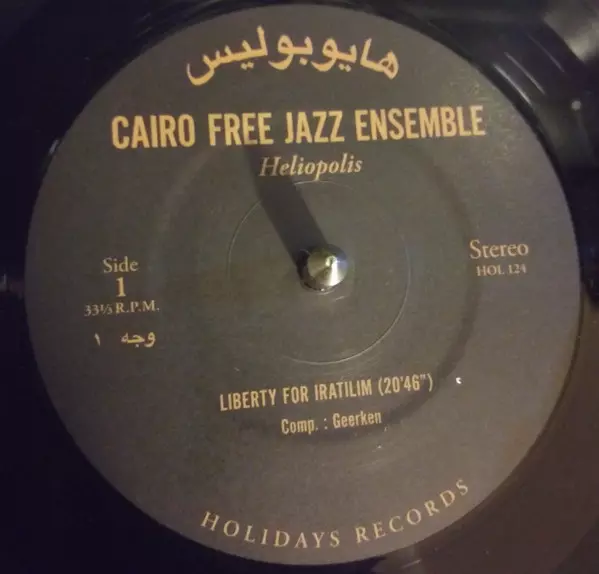 هايوبوليس
CAIRO FREE JAZZ ENSEMBLE
Heliopolis
Side
1
33⅓ R.P.M.
وجه ١
Stereo
HOL 124
LIBERTY FOR IRATILIM (20'46")
Comp. : Geerken
HOLIDAYS RECORDS